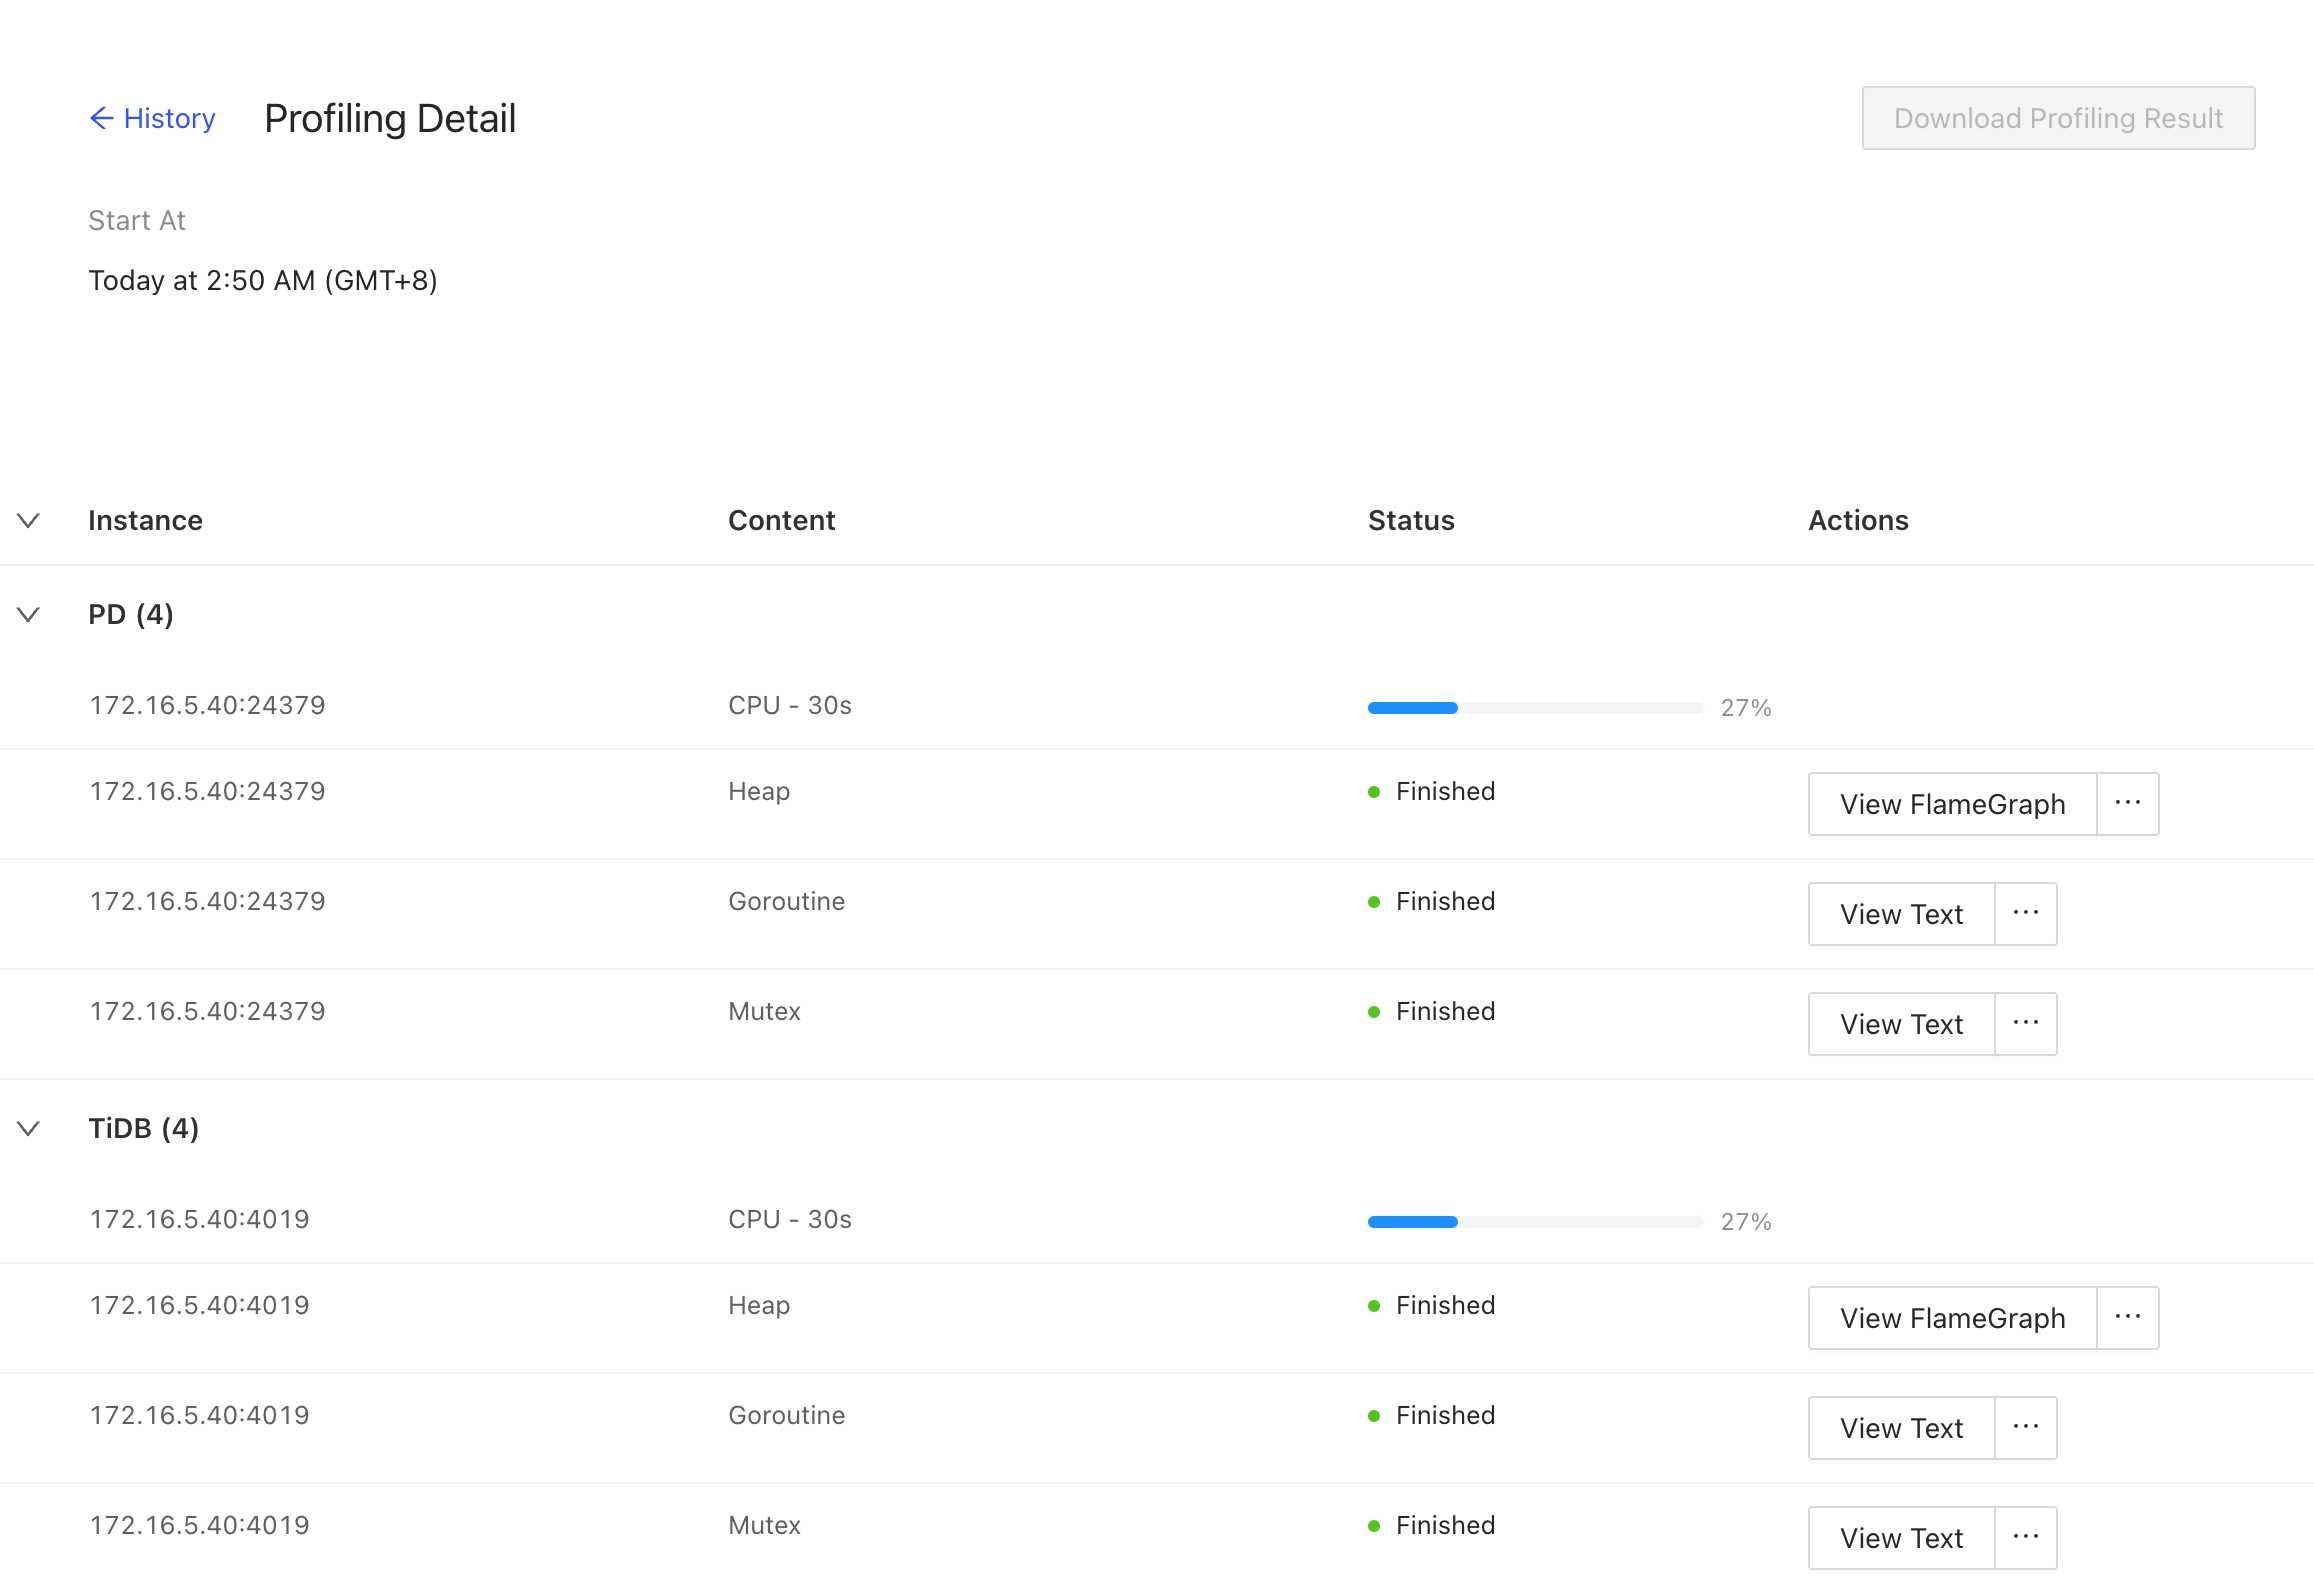 ← History Profiling Detail Download Profiling Result
Start At
Today at 2:50 AM (GMT+8)
Instance Content Status Actions
PD (4)
172.16.5.40:24379 CPU - 30s 27%
172.16.5.40:24379 Heap Finished View FlameGraph ···
172.16.5.40:24379 Goroutine Finished View Text ···
172.16.5.40:24379 Mutex Finished View Text ···
TiDB (4)
172.16.5.40:4019 CPU - 30s 27%
172.16.5.40:4019 Heap Finished View FlameGraph ···
172.16.5.40:4019 Goroutine Finished View Text ···
172.16.5.40:4019 Mutex Finished View Text ···